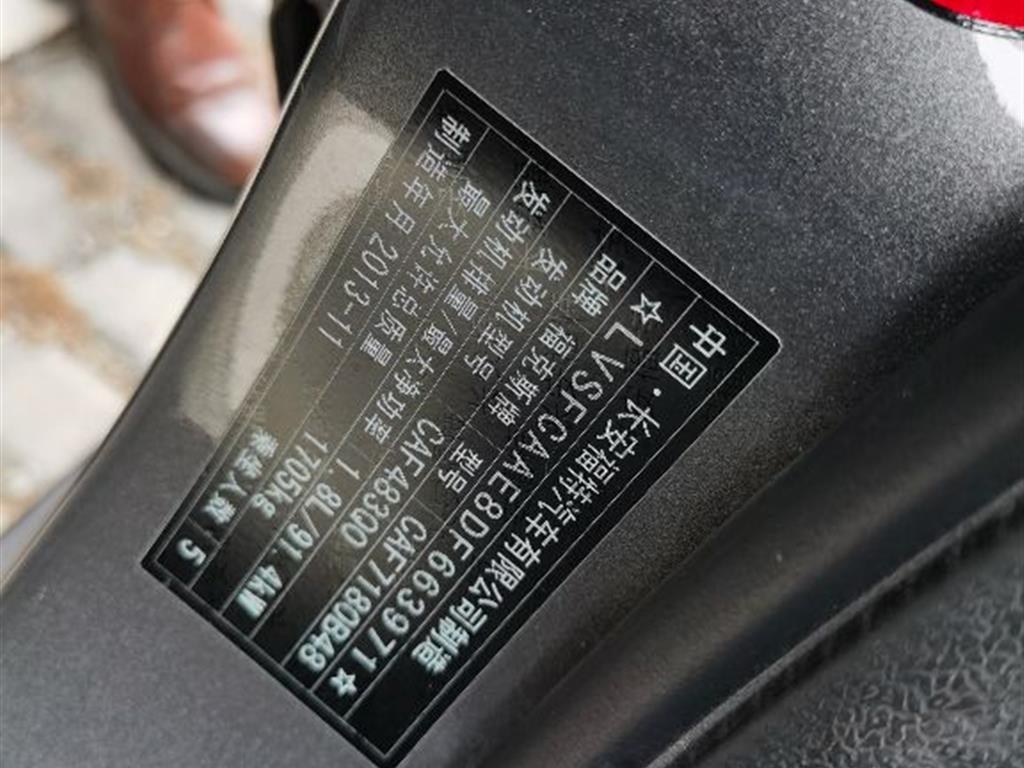 中国·长安福特汽车有限公司制造
☆LVSFCAAE8DF663971☆
品牌 福克斯牌 型号 CAF7180B48
发动机型号 CAF483Q0
发动机排量/最大净功率 1.8L/91.4kW
最大允许总质量 1705kg
制造年月 2013-11 乘坐人数 5